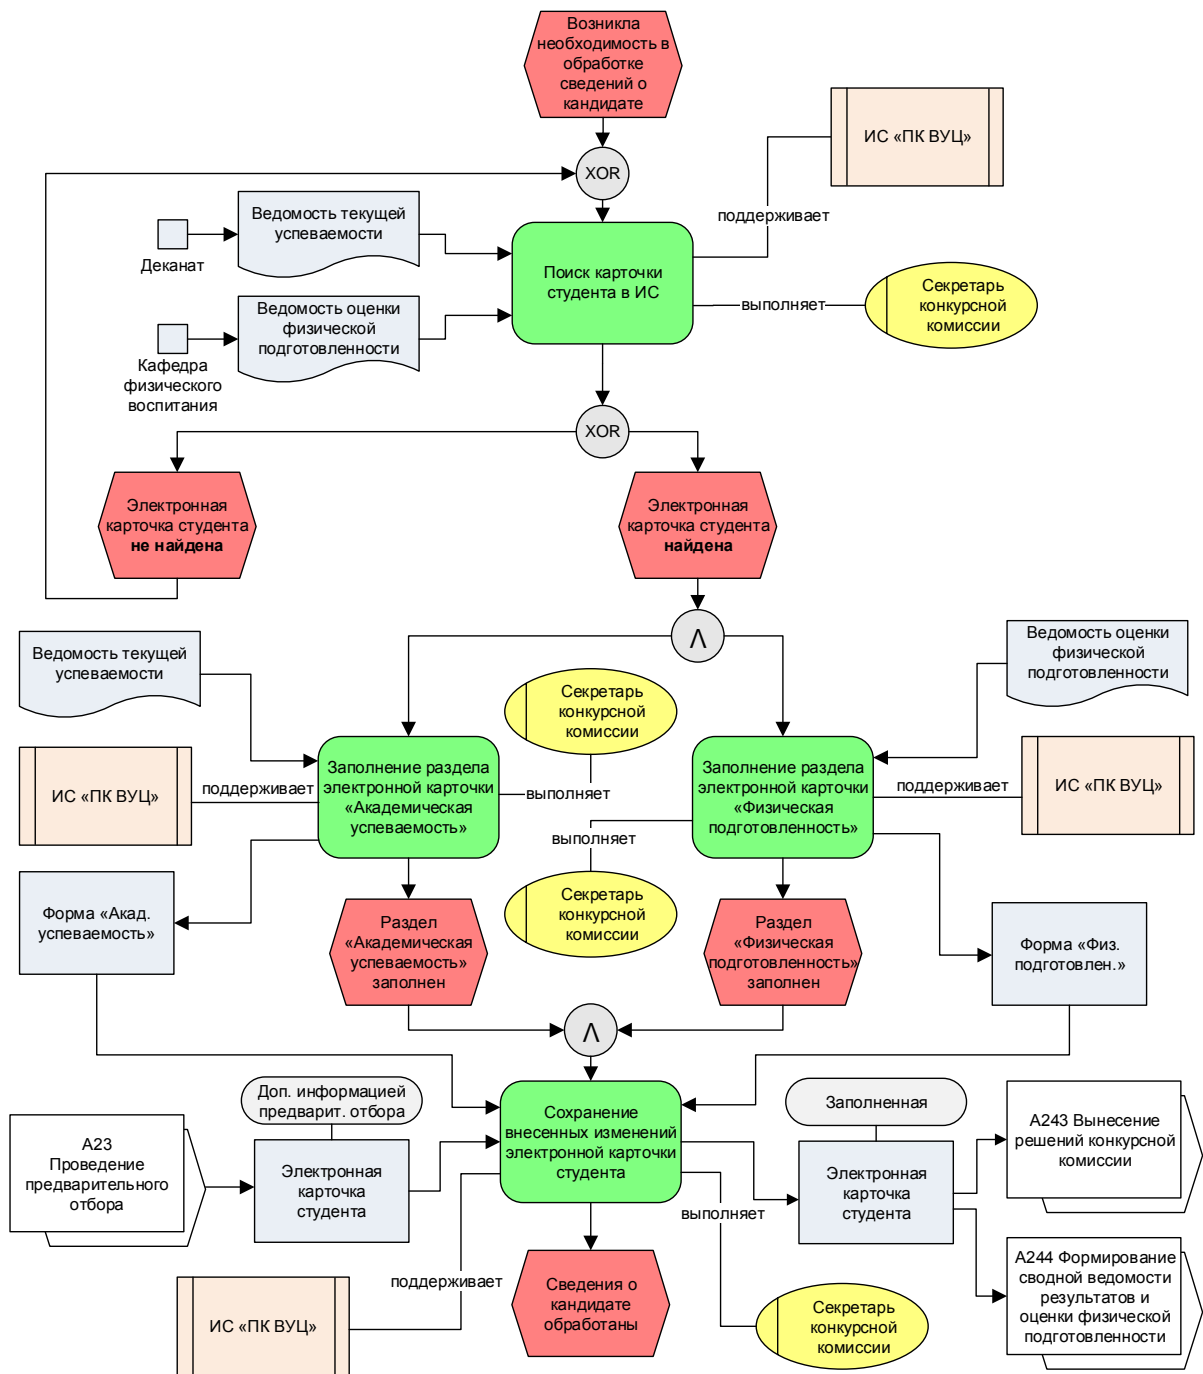 Возникла
необходимость в
обработке
сведений о
кандидате
ИС «ПК ВУЦ»
XOR
поддерживает
Ведомость текущей
успеваемости
Деканат
Поиск карточки
студента в ИС
выполняет
Секретарь
конкурсной
комиссии
Ведомость оценки
физической
подготовленности
Кафедра
физического
воспитания
XOR
Электронная
карточка студента
не найдена
Электронная
карточка студента
найдена
Λ
Ведомость текущей
успеваемости
Ведомость оценки
физической
подготовленности
Секретарь
конкурсной
комиссии
ИС «ПК ВУЦ»
поддерживает
Заполнение раздела
электронной карточки
«Академическая
успеваемость»
выполняет
Заполнение раздела
электронной карточки
«Физическая
подготовленность»
поддерживает
ИС «ПК ВУЦ»
выполняет
Секретарь
конкурсной
комиссии
Форма «Акад.
успеваемость»
Раздел
«Академическая
успеваемость»
заполнен
Раздел
«Физическая
подготовленность»
заполнен
Форма «Физ.
подготовлен.»
Λ
Доп. информацией
предварит. отбора
Заполненная
А23
Проведение
предварительного
отбора
Электронная
карточка
студента
Сохранение
внесенных изменений
электронной карточки
студента
Электронная
карточка
студента
А243 Вынесение
решений конкурсной
комиссии
выполняет
поддерживает
ИС «ПК ВУЦ»
Сведения о
кандидате
обработаны
Секретарь
конкурсной
комиссии
А244 Формирование
сводной ведомости
результатов и
оценки физической
подготовленности